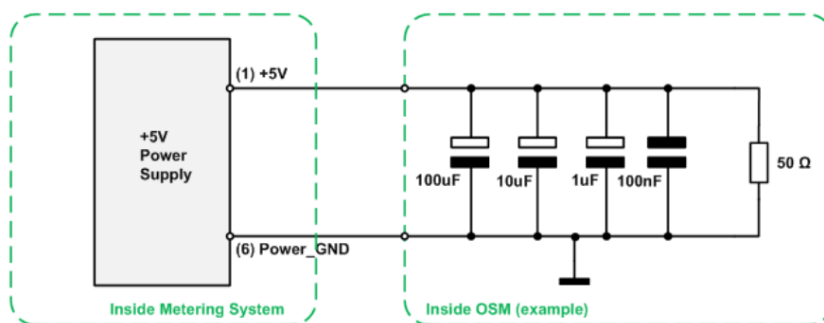 (1) +5V
+5V
Power
Supply
100uF
10uF
1uF
100nF
50 Ω
(6) Power_GND
Inside Metering System
Inside OSM (example)